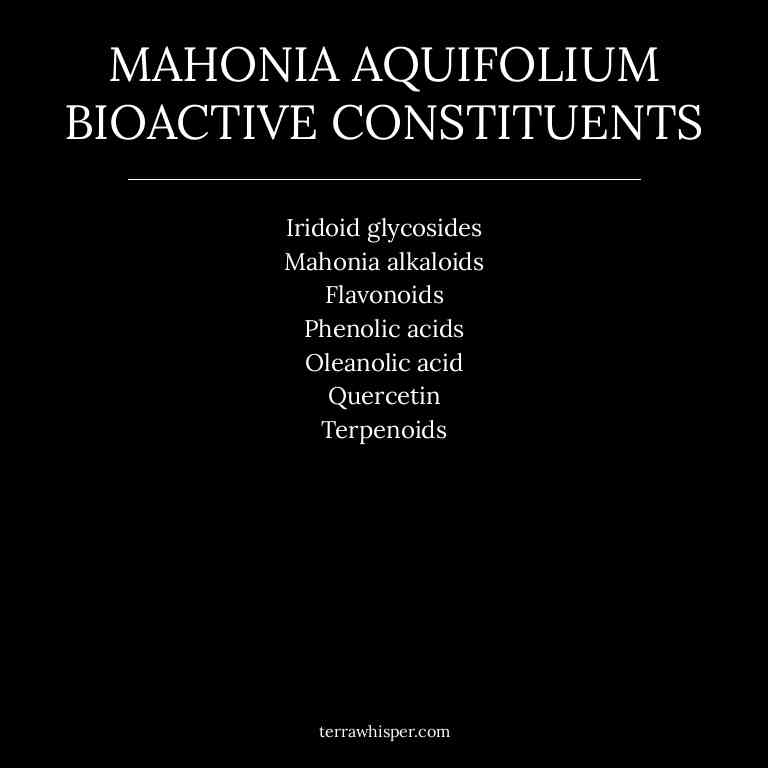 MAHONIA AQUIFOLIUM
BIOACTIVE CONSTITUENTS
Iridoid glycosides
Mahonia alkaloids
Flavonoids
Phenolic acids
Oleanolic acid
Quercetin
Terpenoids
terrawhisper.com